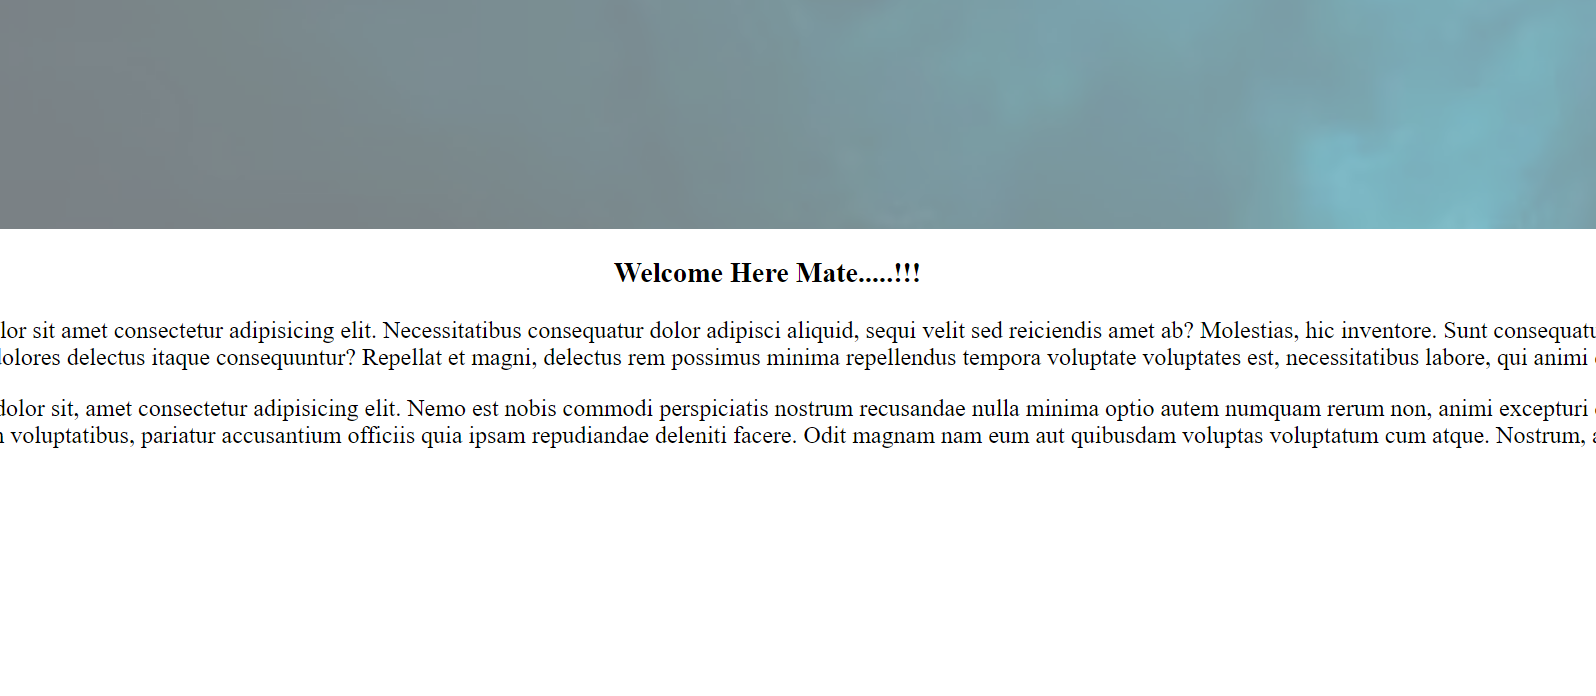 Welcome Here Mate.....!!!
lor sit amet consectetur adipisicing elit. Necessitatibus consequatur dolor adipisci aliquid, sequi velit sed reiciendis amet ab? Molestias, hic inventore. Sunt consequatu
dolores delectus itaque consequuntur? Repellat et magni, delectus rem possimus minima repellendus tempora voluptate voluptates est, necessitatibus labore, qui animi
dolor sit, amet consectetur adipisicing elit. Nemo est nobis commodi perspiciatis nostrum recusandae nulla minima optio autem numquam rerum non, animi excepturi
voluptatibus, pariatur accusantium officiis quia ipsam repudiandae deleniti facere. Odit magnam nam eum aut quibusdam voluptas voluptatum cum atque. Nostrum,